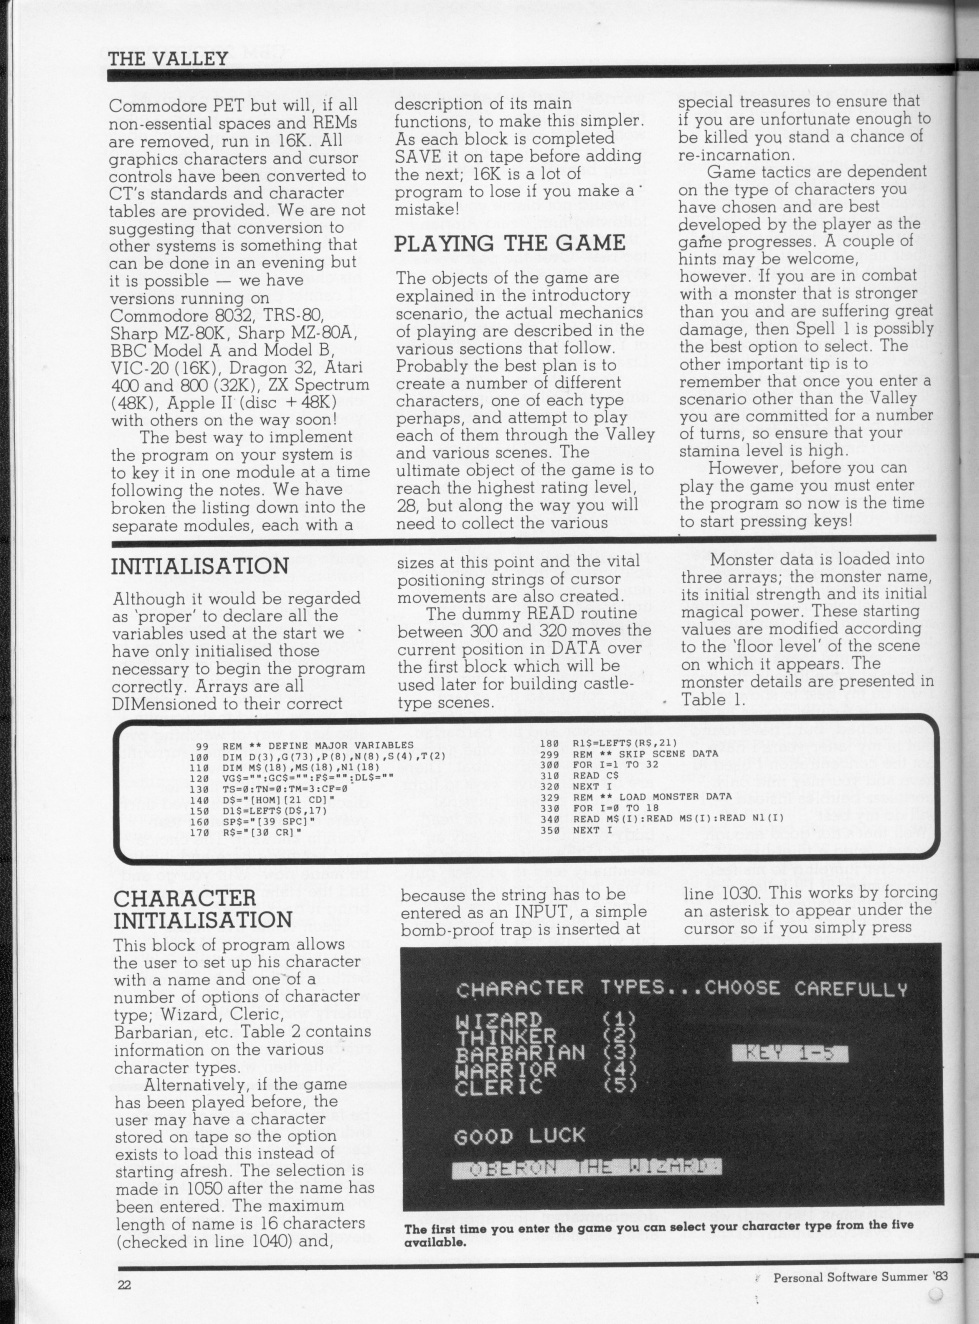 THE VALLEY
Commodore PET but will, if all
non-essential spaces and REMs
are removed, run in 16K. All
graphics characters and cursor
controls have been converted to
CT's standards and character
tables are provided. We are not
suggesting that conversion to
other systems is something that
can be done in an evening but
it is possible — we have
versions running on
Commodore 8032, TRS-80,
Sharp MZ-80K, Sharp MZ-80A,
BBC Model A and Model B,
VIC-20 (16K), Dragon 32, Atari
400 and 800 (32K), ZX Spectrum
(48K), Apple II (disc + 48K)
with others on the way soon!
The best way to implement
the program on your system is
to key it in one module at a time
following the notes. We have
broken the listing down into the
separate modules, each with a
description of its main
functions, to make this simpler.
As each block is completed
SAVE it on tape before adding
the next; 16K is a lot of
program to lose if you make a
mistake!
PLAYING THE GAME
The objects of the game are
explained in the introductory
scenario, the actual mechanics
of playing are described in the
various sections that follow.
Probably the best plan is to
create a number of different
characters, one of each type
perhaps, and attempt to play
each of them through the Valley
and various scenes. The
ultimate object of the game is to
reach the highest rating level,
28, but along the way you will
need to collect the various
special treasures to ensure that
if you are unfortunate enough to
be killed you stand a chance of
re-incarnation.
Game tactics are dependent
on the type of characters you
have chosen and are best
developed by the player as the
game progresses. A couple of
hints may be welcome,
however. If you are in combat
with a monster that is stronger
than you and are suffering great
damage, then Spell 1 is possibly
the best option to select. The
other important tip is to
remember that once you enter a
scenario other than the Valley
you are committed for a number
of turns, so ensure that your
stamina level is high.
However, before you can
play the game you must enter
the program so now is the time
to start pressing keys!
INITIALISATION
Although it would be regarded
as 'proper' to declare all the
variables used at the start we
have only initialised those
necessary to begin the program
correctly. Arrays are all
DIMensioned to their correct
sizes at this point and the vital
positioning strings of cursor
movements are also created.
The dummy READ routine
between 300 and 320 moves the
current position in DATA over
the first block which will be
used later for building castle-
type scenes.
Monster data is loaded into
three arrays; the monster name,
its initial strength and its initial
magical power. These starting
values are modified according
to the 'floor level' of the scene
on which it appears. The
monster details are presented in
Table 1.
99 REM ** DEFINE MAJOR VARIABLES
100 DIM D(3),G(73),P(8),N(8),S(4),T(2)
110 DIM M$(18),MS(18),N1(18)
120 VG$="":GC$="":F$="":DL$=""
130 TS=0:TN=0:TM=3:CF=0
140 D$="[HOM][21 CD]"
150 D1$=LEFT$(D$,17)
160 SP$="[39 SPC]"
170 R$="[30 CR]"
180 R1$=LEFT$(R$,21)
299 REM ** SKIP SCENE DATA
300 FOR I=1 TO 32
310 READ C$
320 NEXT I
329 REM ** LOAD MONSTER DATA
330 FOR I=0 TO 18
340 READ M$(I):READ MS(I):READ N1(I)
350 NEXT I
CHARACTER
INITIALISATION
This block of program allows
the user to set up his character
with a name and one of a
number of options of character
type; Wizard, Cleric,
Barbarian, etc. Table 2 contains
information on the various
character types.
Alternatively, if the game
has been played before, the
user may have a character
stored on tape so the option
exists to load this instead of
starting afresh. The selection is
made in 1050 after the name has
been entered. The maximum
length of name is 16 characters
(checked in line 1040) and,
because the string has to be
entered as an INPUT, a simple
bomb-proof trap is inserted at
line 1030. This works by forcing
an asterisk to appear under the
cursor so if you simply press
CHARACTER TYPES...CHOOSE CAREFULLY
WIZARD (1)
THINKER (2)
BARBARIAN (3)
WARRIOR (4)
CLERIC (5)
KEY 1-5
GOOD LUCK
OBERON THE WIZARD.
The first time you enter the game you can select your character type from the five
available.
22
Personal Software Summer '83